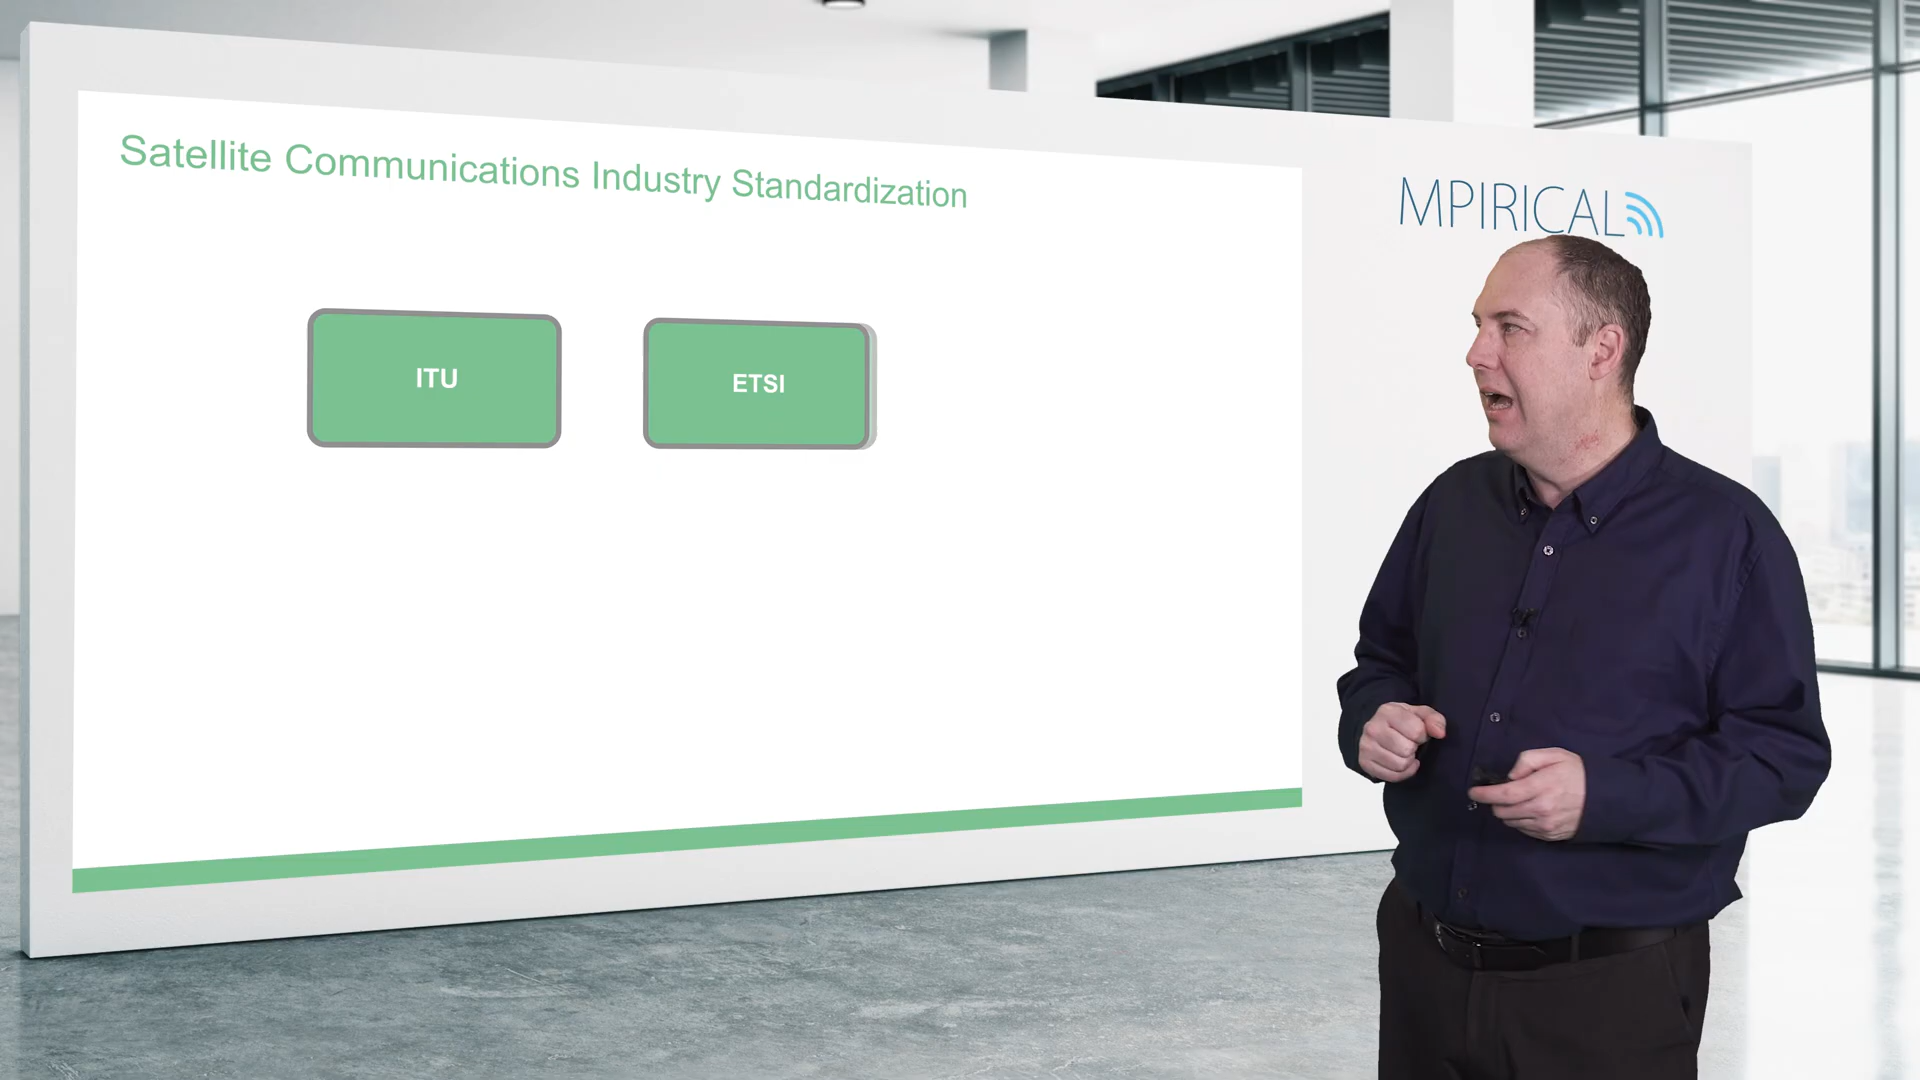 Satellite Communications Industry Standardization
MPIRICAL
ITU
ETSI